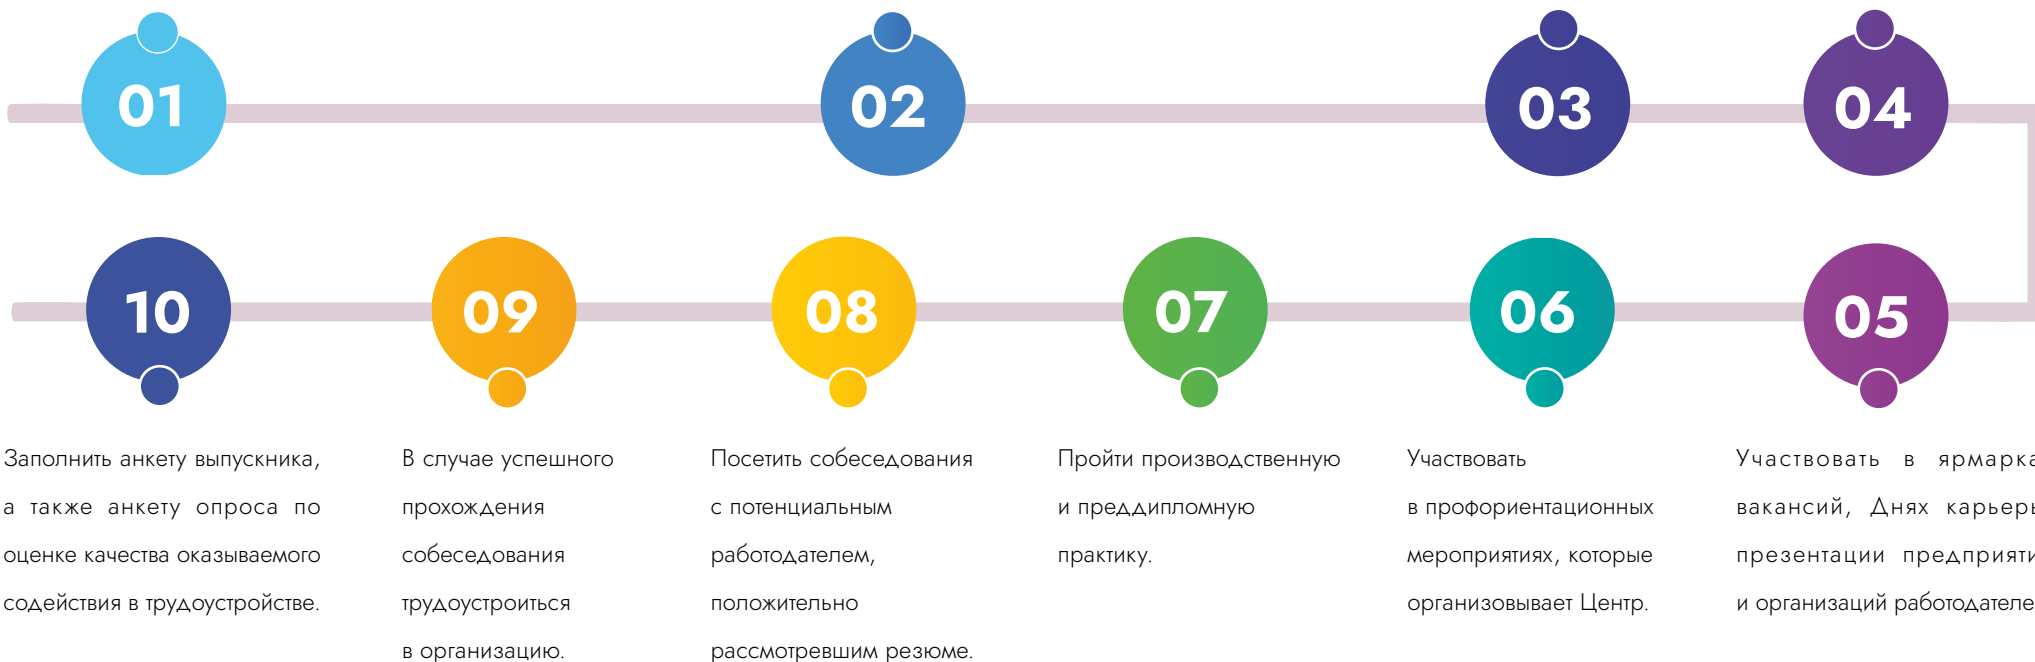 01
02
03
04
10
09
08
07
06
05
Заполнить анкету выпускника,
а также анкету опроса по
оценке качества оказываемого
содействия в трудоустройстве.
В случае успешного
прохождения
собеседования
трудоустроиться
в организацию.
Посетить собеседования
с потенциальным
работодателем,
положительно
рассмотревшим резюме.
Пройти производственную
и преддипломную
практику.
Участвовать
в профориентационных
мероприятиях, которые
организовывает Центр.
Участвовать в ярмарка
вакансий, Днях карьеры
презентации предприяти
и организаций работодателе